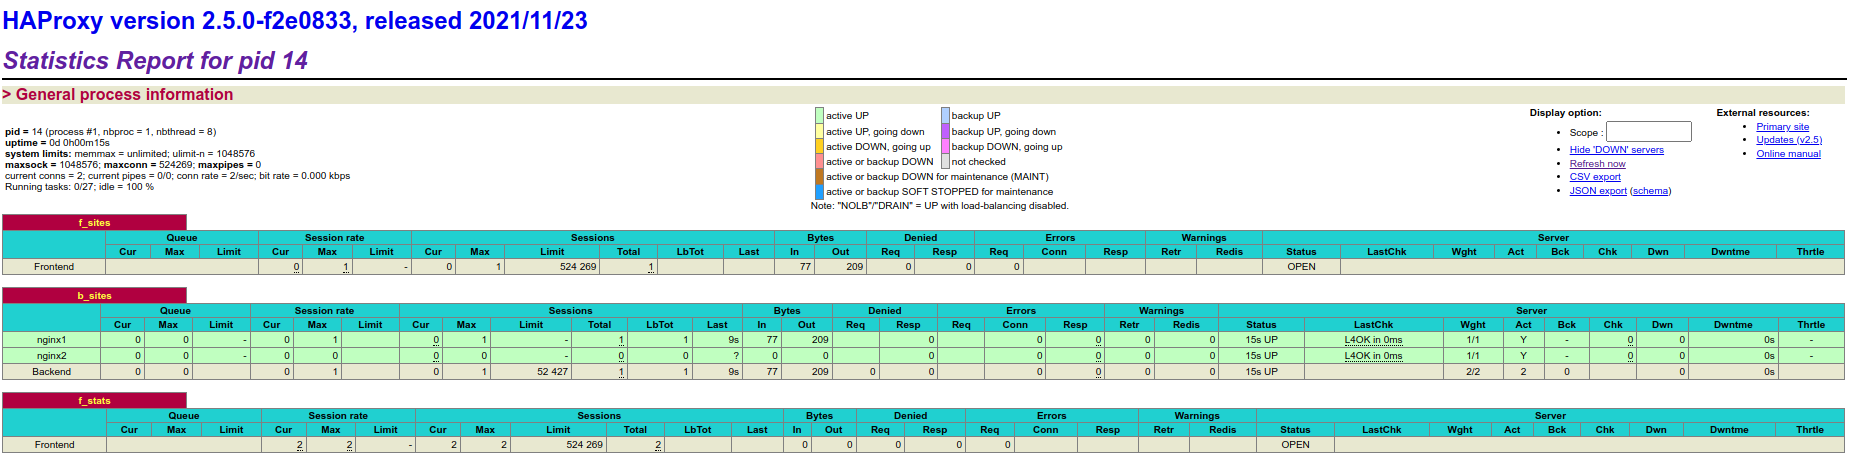 HAProxy version 2.5.0-f2e0833, released 2021/11/23
Statistics Report for pid 14
> General process information
pid = 14 (process #1, nbproc = 1, nbthread = 8)
uptime = 0d 0h00m15s
system limits: memmax = unlimited; ulimit-n = 1048576
maxsock = 1048576; maxconn = 524269; maxpipes = 0
current conns = 2; current pipes = 0/0; conn rate = 2/sec; bit rate = 0.000 kbps
Running tasks: 0/27; idle = 100 %
active UP backup UP
active UP, going down backup UP, going down
active DOWN, going up backup DOWN, going up
active or backup DOWN not checked
active or backup DOWN for maintenance (MAINT)
active or backup SOFT STOPPED for maintenance
Note: "NOLB"/"DRAIN" = UP with load-balancing disabled.
Display option:
• Scope :
• Hide 'DOWN' servers
• Refresh now
• CSV export
• JSON export (schema)
External resources:
• Primary site
• Updates (v2.5)
• Online manual
f_sites
Queue Session rate Sessions Bytes Denied Errors Warnings Server
Cur Max Limit Cur Max Limit Cur Max Limit Total LbTot Last In Out Req Resp Req Conn Resp Retr Redis Status LastChk Wght Act Bck Chk Dwn Dwntme Thrtle
Frontend 0 1 - 0 1 524 269 1 77 209 0 0 0 OPEN
b_sites
Queue Session rate Sessions Bytes Denied Errors Warnings Server
Cur Max Limit Cur Max Limit Cur Max Limit Total LbTot Last In Out Req Resp Req Conn Resp Retr Redis Status LastChk Wght Act Bck Chk Dwn Dwntme Thrtle
nginx1 0 0 - 0 1 0 1 - 1 1 9s 77 209 0 0 0 0 0 15s UP L4OK in 0ms 1/1 Y - 0 0 0s -
nginx2 0 0 - 0 0 0 0 - 0 0 ? 0 0 0 0 0 0 0 15s UP L4OK in 0ms 1/1 Y - 0 0 0s -
Backend 0 0 0 1 0 1 52 427 1 1 9s 77 209 0 0 0 0 0 0 15s UP 2/2 2 0 0 0s
f_stats
Queue Session rate Sessions Bytes Denied Errors Warnings Server
Cur Max Limit Cur Max Limit Cur Max Limit Total LbTot Last In Out Req Resp Req Conn Resp Retr Redis Status LastChk Wght Act Bck Chk Dwn Dwntme Thrtle
Frontend 2 2 - 2 2 524 269 2 0 0 0 0 0 OPEN